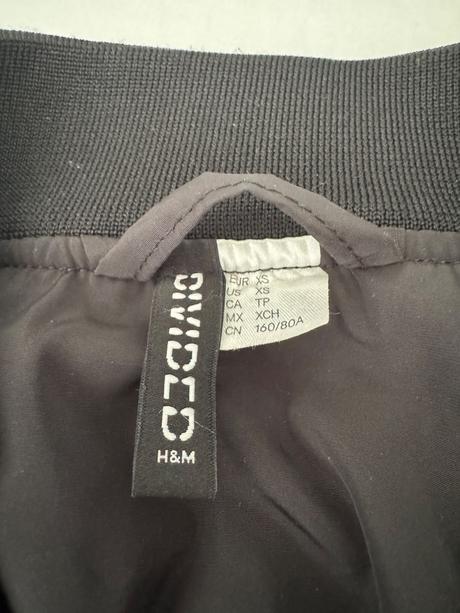 DIVIDED
H&M
EUR XS
US XS
CA TP
MX XCH
CN 160/80A